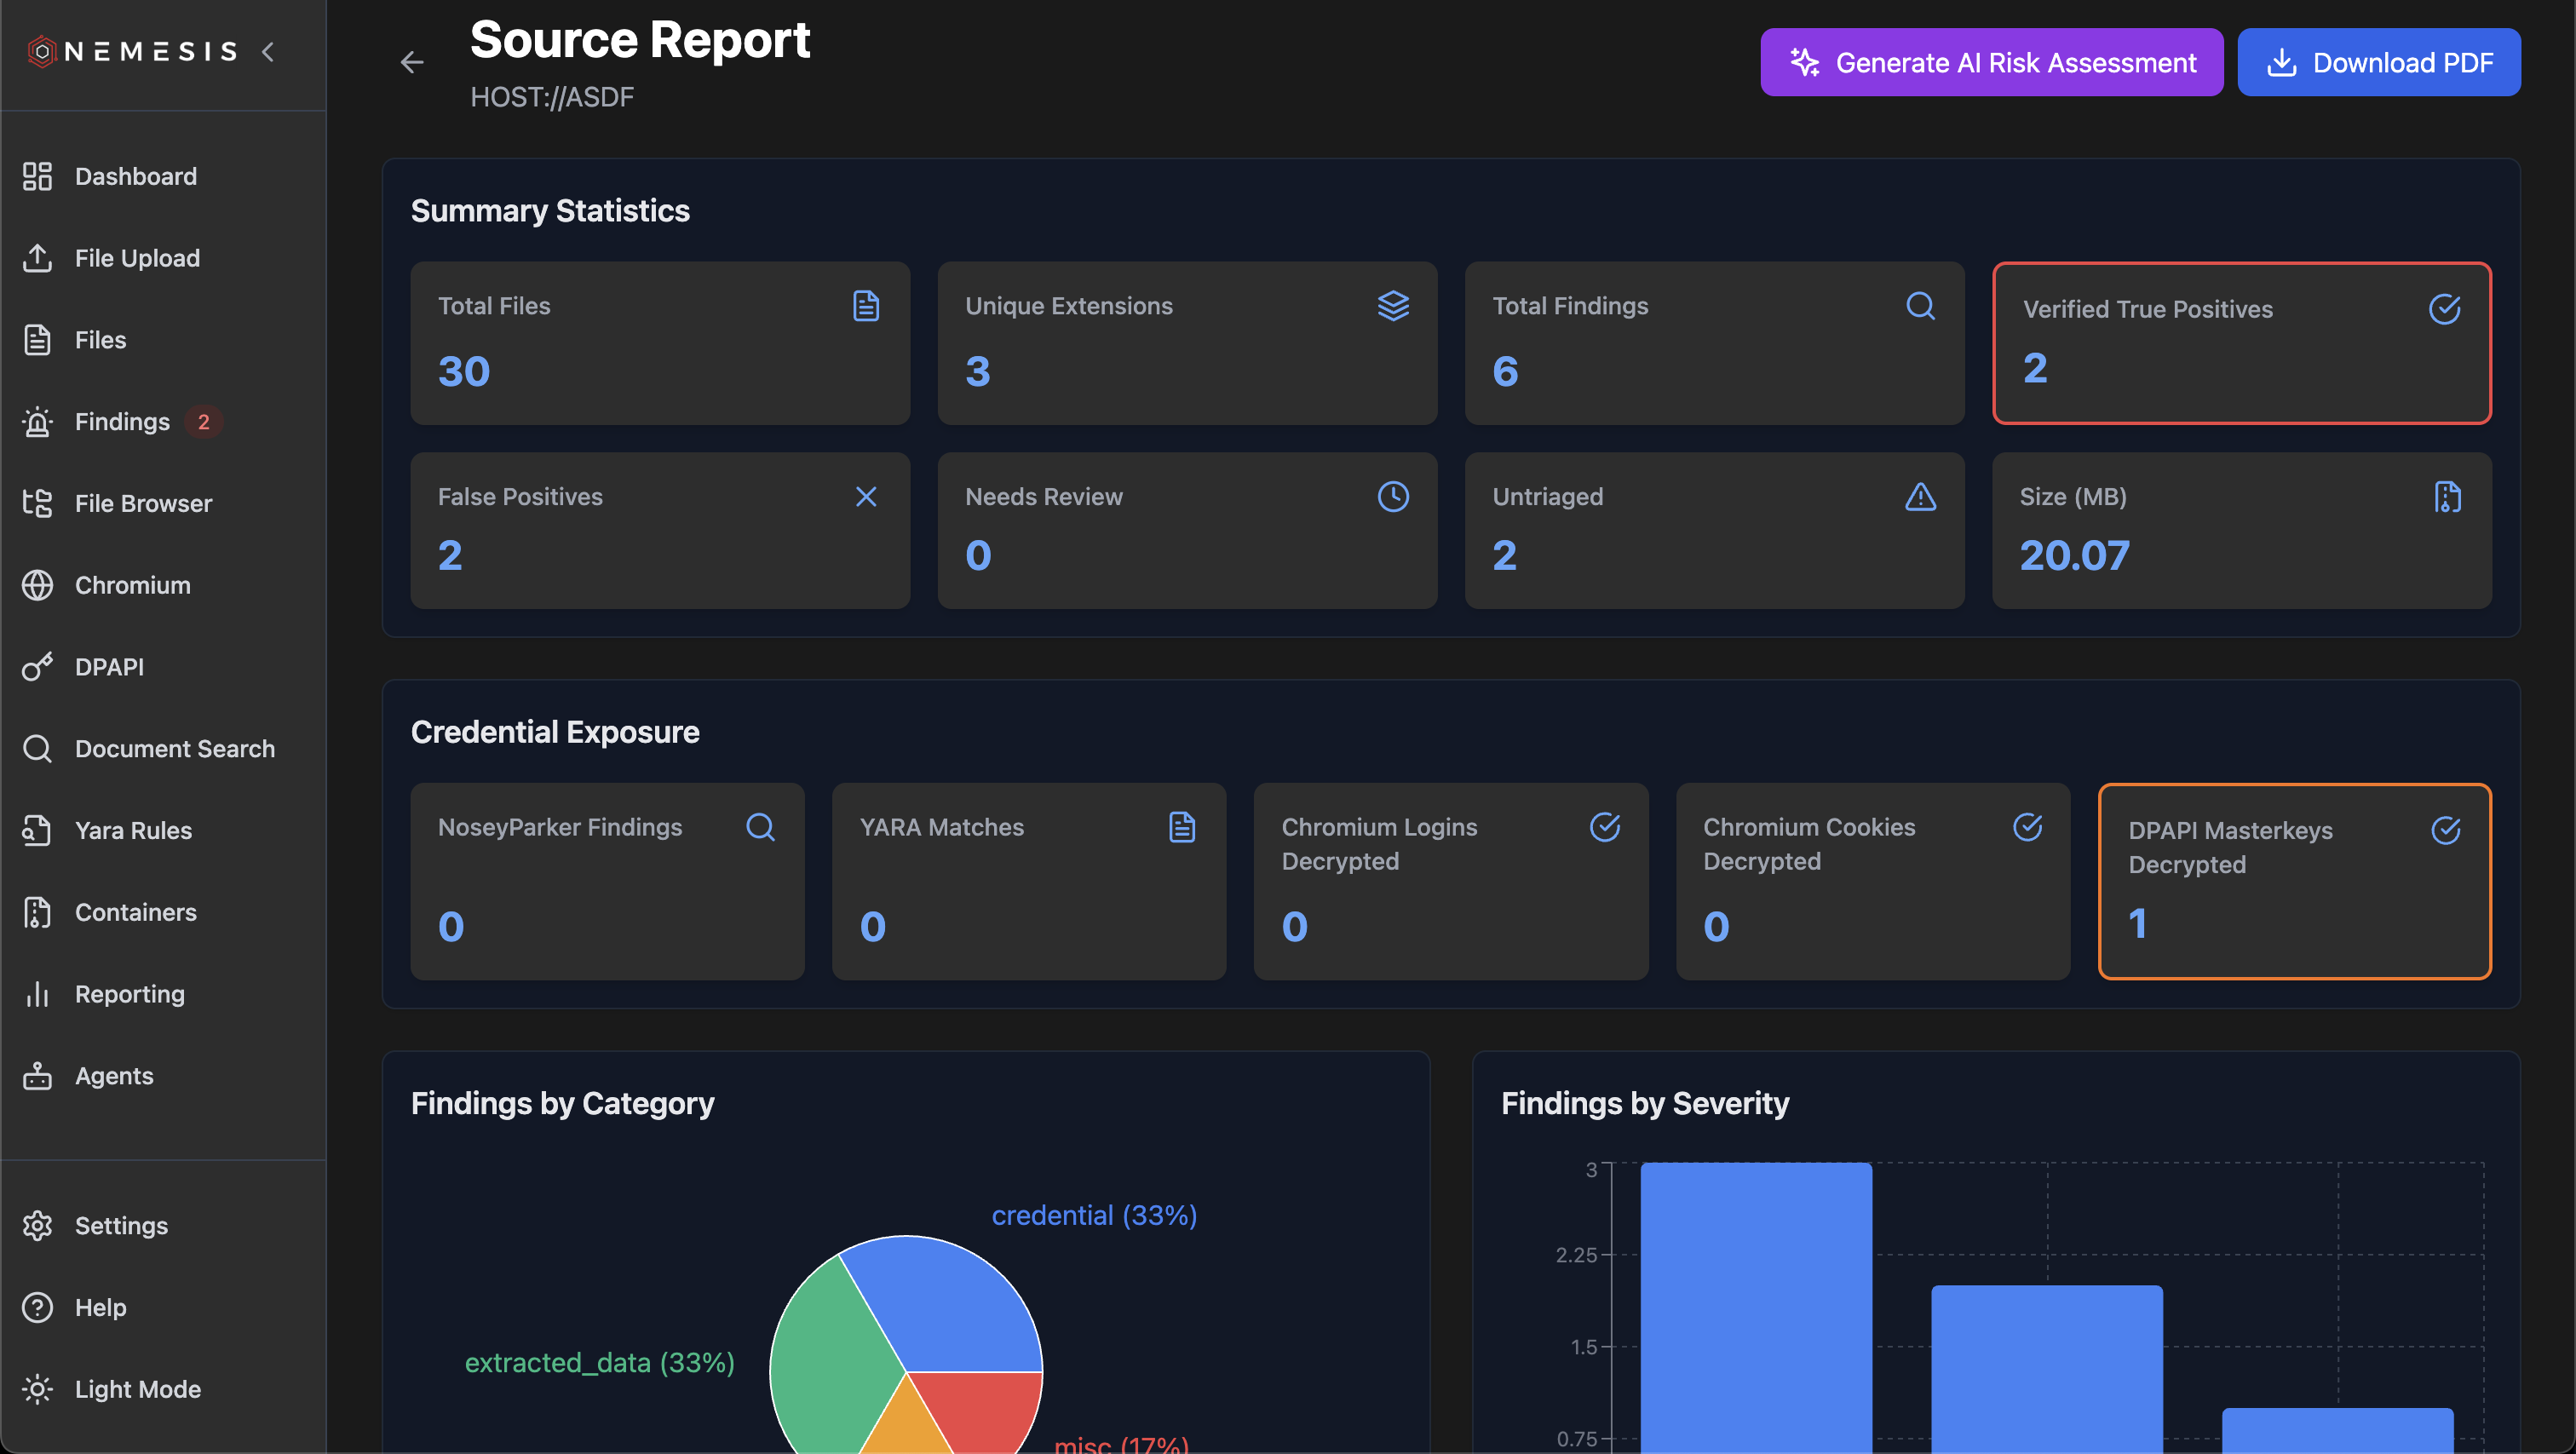 NEMESIS
Dashboard
File Upload
Files
Findings 2
File Browser
Chromium
DPAPI
Document Search
Yara Rules
Containers
Reporting
Agents
Settings
Help
Light Mode
Source Report
HOST://ASDF
Generate AI Risk Assessment
Download PDF
Summary Statistics
Total Files
30
Unique Extensions
3
Total Findings
6
Verified True Positives
2
False Positives
2
Needs Review
0
Untriaged
2
Size (MB)
20.07
Credential Exposure
NoseyParker Findings
0
YARA Matches
0
Chromium Logins
Decrypted
0
Chromium Cookies
Decrypted
0
DPAPI Masterkeys
Decrypted
1
Findings by Category
credential (33%)
extracted_data (33%)
misc (17%)
Findings by Severity
3
2.25
1.5
0.75